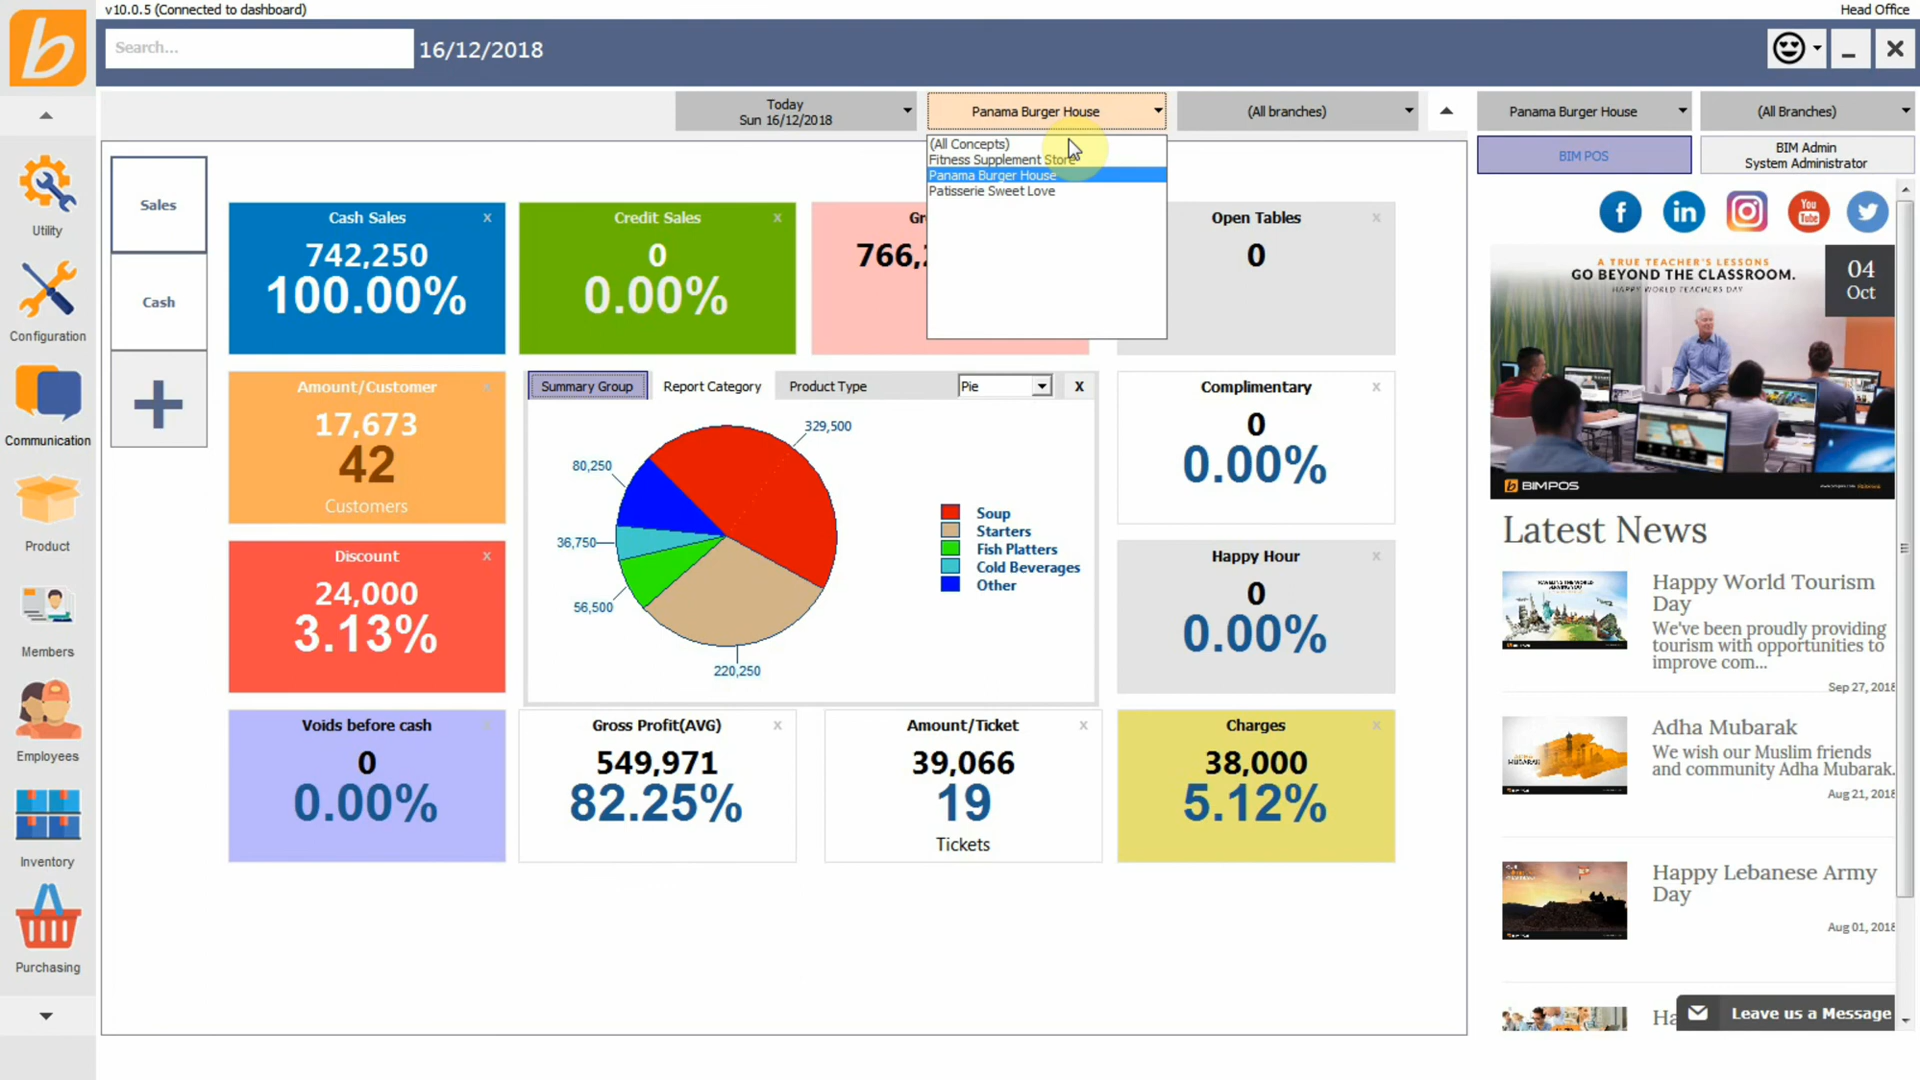 v10.0.5 (Connected to dashboard)
Head Office
Search...
16/12/2018
Today
Sun 16/12/2018
Panama Burger House
(All branches)
Panama Burger House
(All Branches)
(All Concepts)
Fitness Supplement Store
Panama Burger House
Patisserie Sweet Love
BIM POS
BIM Admin
System Administrator
Utility
Configuration
Communication
Product
Members
Employees
Inventory
Purchasing
Sales
Cash
Cash Sales
742,250
100.00%
Credit Sales
0
0.00%
Gr
766,
Open Tables
0
Amount/Customer
17,673
42
Customers
Summary Group
Report Category
Product Type
Pie
X
329,500
80,250
36,750
56,500
220,250
Soup
Starters
Fish Platters
Cold Beverages
Other
Complimentary
0
0.00%
Discount
24,000
3.13%
Happy Hour
0
0.00%
Voids before cash
0
0.00%
Gross Profit(AVG)
549,971
82.25%
Amount/Ticket
39,066
19
Tickets
Charges
38,000
5.12%
You
Tube
A TRUE TEACHER'S LESSONS
GO BEYOND THE CLASSROOM.
HAPPY WORLD TEACHERS DAY
04
Oct
BIMPOS
Latest News
Happy World Tourism
Day
We've been proudly providing
tourism with opportunities to
improve com...
Sep 27, 2018
Adha Mubarak
We wish our Muslim friends
and community Adha Mubarak.
Aug 21, 2018
Happy Lebanese Army
Day
Aug 01, 2018
Ha
Leave us a Message